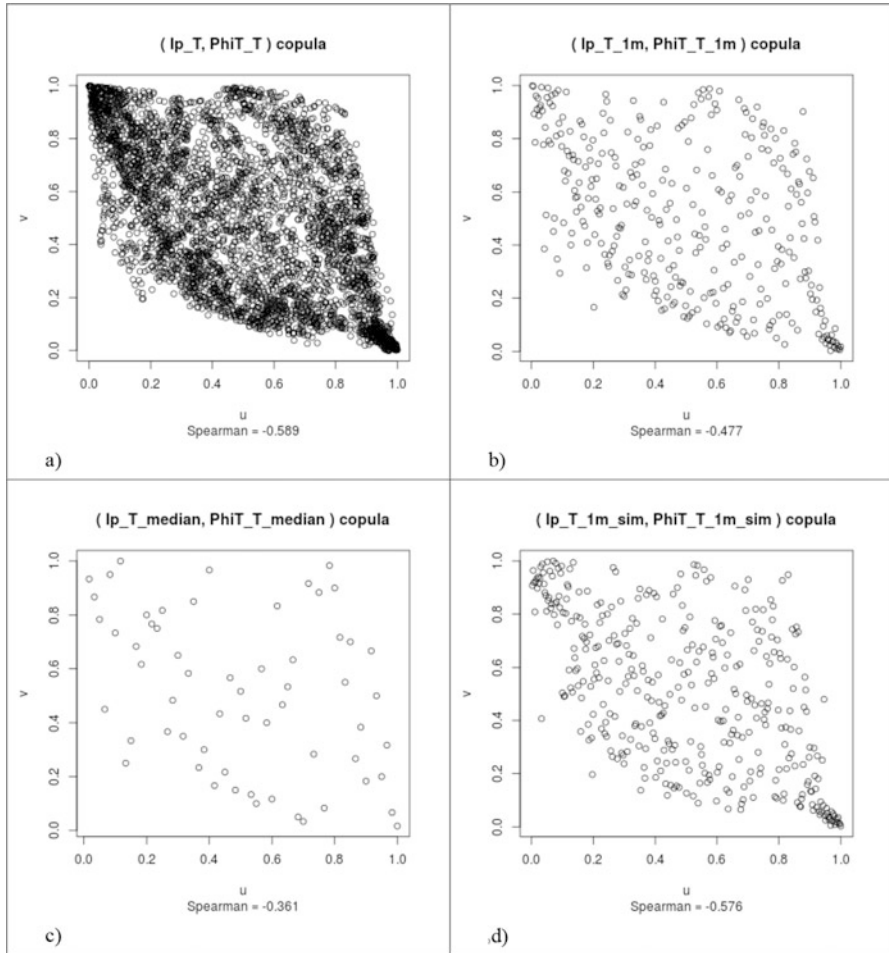 ( Ip_T, PhiT_T ) copula
1.0
0.8
0.6
0.4
0.2
0.0
v
0.0 0.2 0.4 0.6 0.8 1.0
u
Spearman = -0.589
a)
( Ip_T_1m, PhiT_T_1m ) copula
1.0
0.8
0.6
0.4
0.2
0.0
v
0.0 0.2 0.4 0.6 0.8 1.0
u
Spearman = -0.477
b)
( Ip_T_median, PhiT_T_median ) copula
1.0
0.8
0.6
0.4
0.2
0.0
v
0.0 0.2 0.4 0.6 0.8 1.0
u
Spearman = -0.361
c)
( Ip_T_1m_sim, PhiT_T_1m_sim ) copula
1.0
0.8
0.6
0.4
0.2
0.0
v
0.0 0.2 0.4 0.6 0.8 1.0
u
Spearman = -0.576
d)